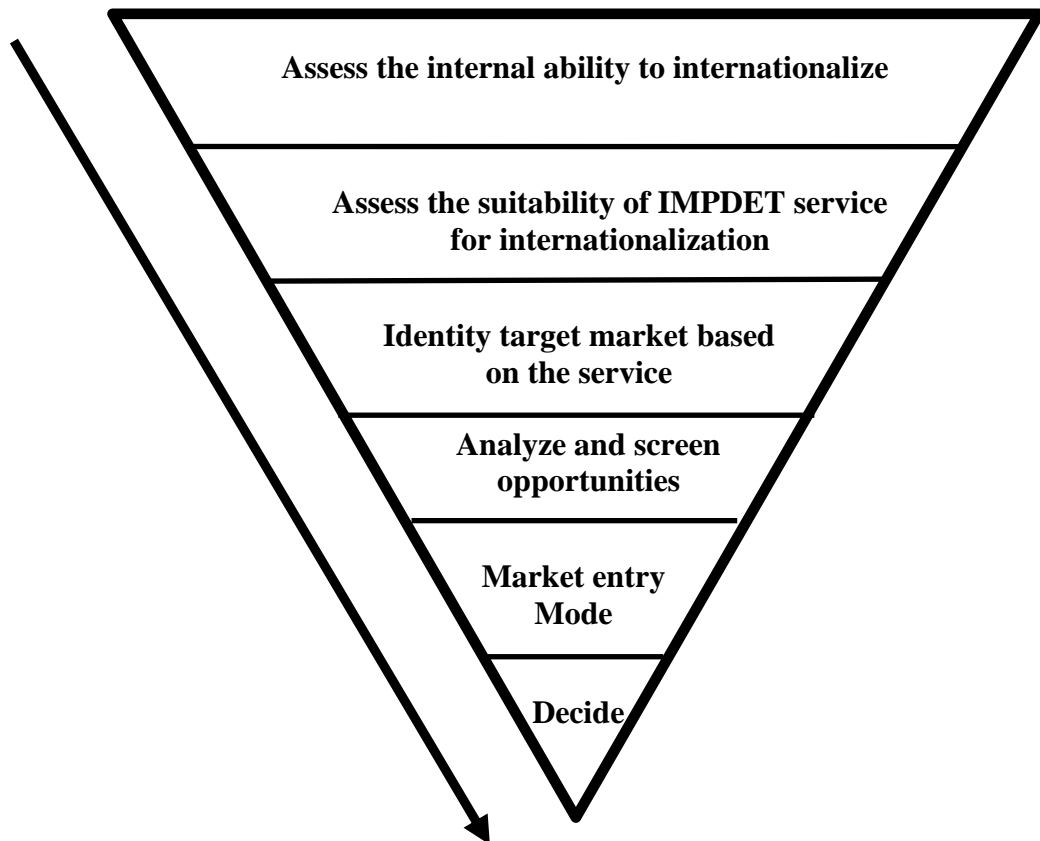 Assess the internal ability to internationalize
Assess the suitability of IMPDET service
for internationalization
Identity target market based
on the service
Analyze and screen
opportunities
Market entry
Mode
Decide